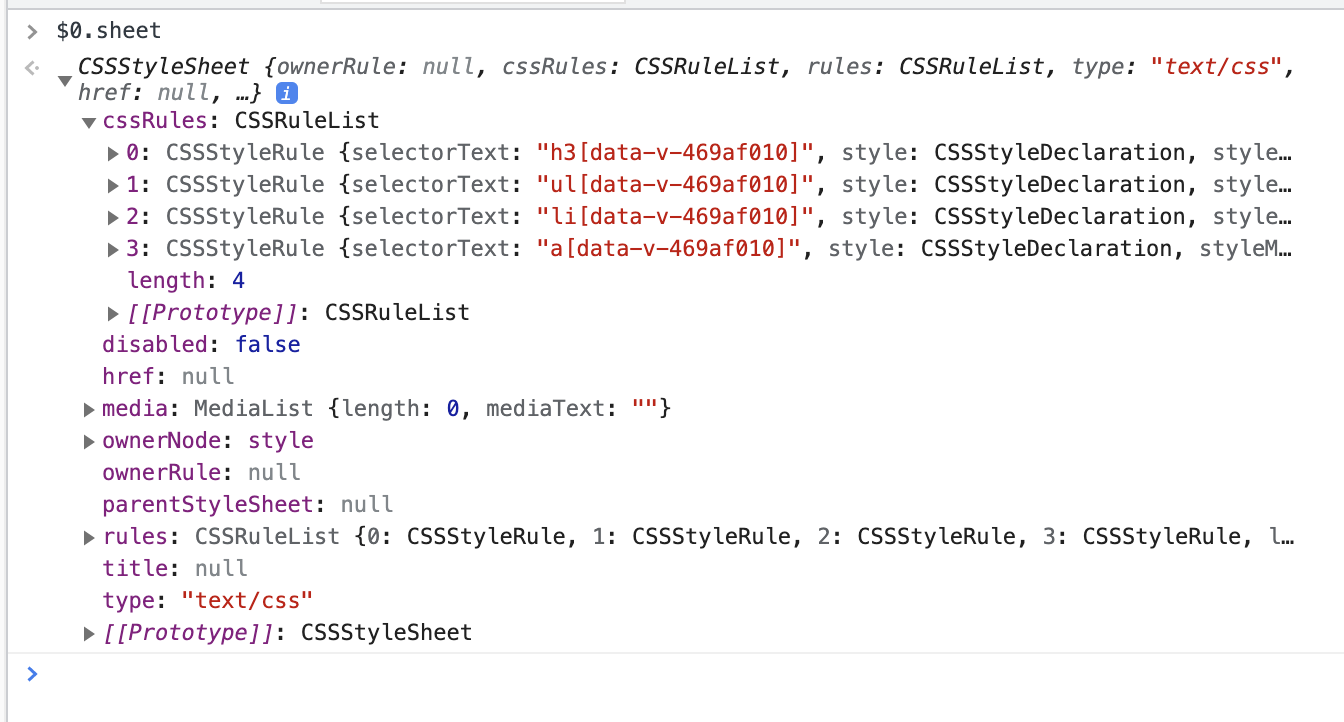 $0.sheet
CSSStyleSheet {ownerRule: null, cssRules: CSSRuleList, rules: CSSRuleList, type: "text/css",
href: null, …} i
cssRules: CSSRuleList
0: CSSStyleRule {selectorText: "h3[data-v-469af010]", style: CSSStyleDeclaration, style…
1: CSSStyleRule {selectorText: "ul[data-v-469af010]", style: CSSStyleDeclaration, style…
2: CSSStyleRule {selectorText: "li[data-v-469af010]", style: CSSStyleDeclaration, style…
3: CSSStyleRule {selectorText: "a[data-v-469af010]", style: CSSStyleDeclaration, styleM…
length: 4
[[Prototype]]: CSSRuleList
disabled: false
href: null
media: MediaList {length: 0, mediaText: ""}
ownerNode: style
ownerRule: null
parentStyleSheet: null
rules: CSSRuleList {0: CSSStyleRule, 1: CSSStyleRule, 2: CSSStyleRule, 3: CSSStyleRule, l…
title: null
type: "text/css"
[[Prototype]]: CSSStyleSheet